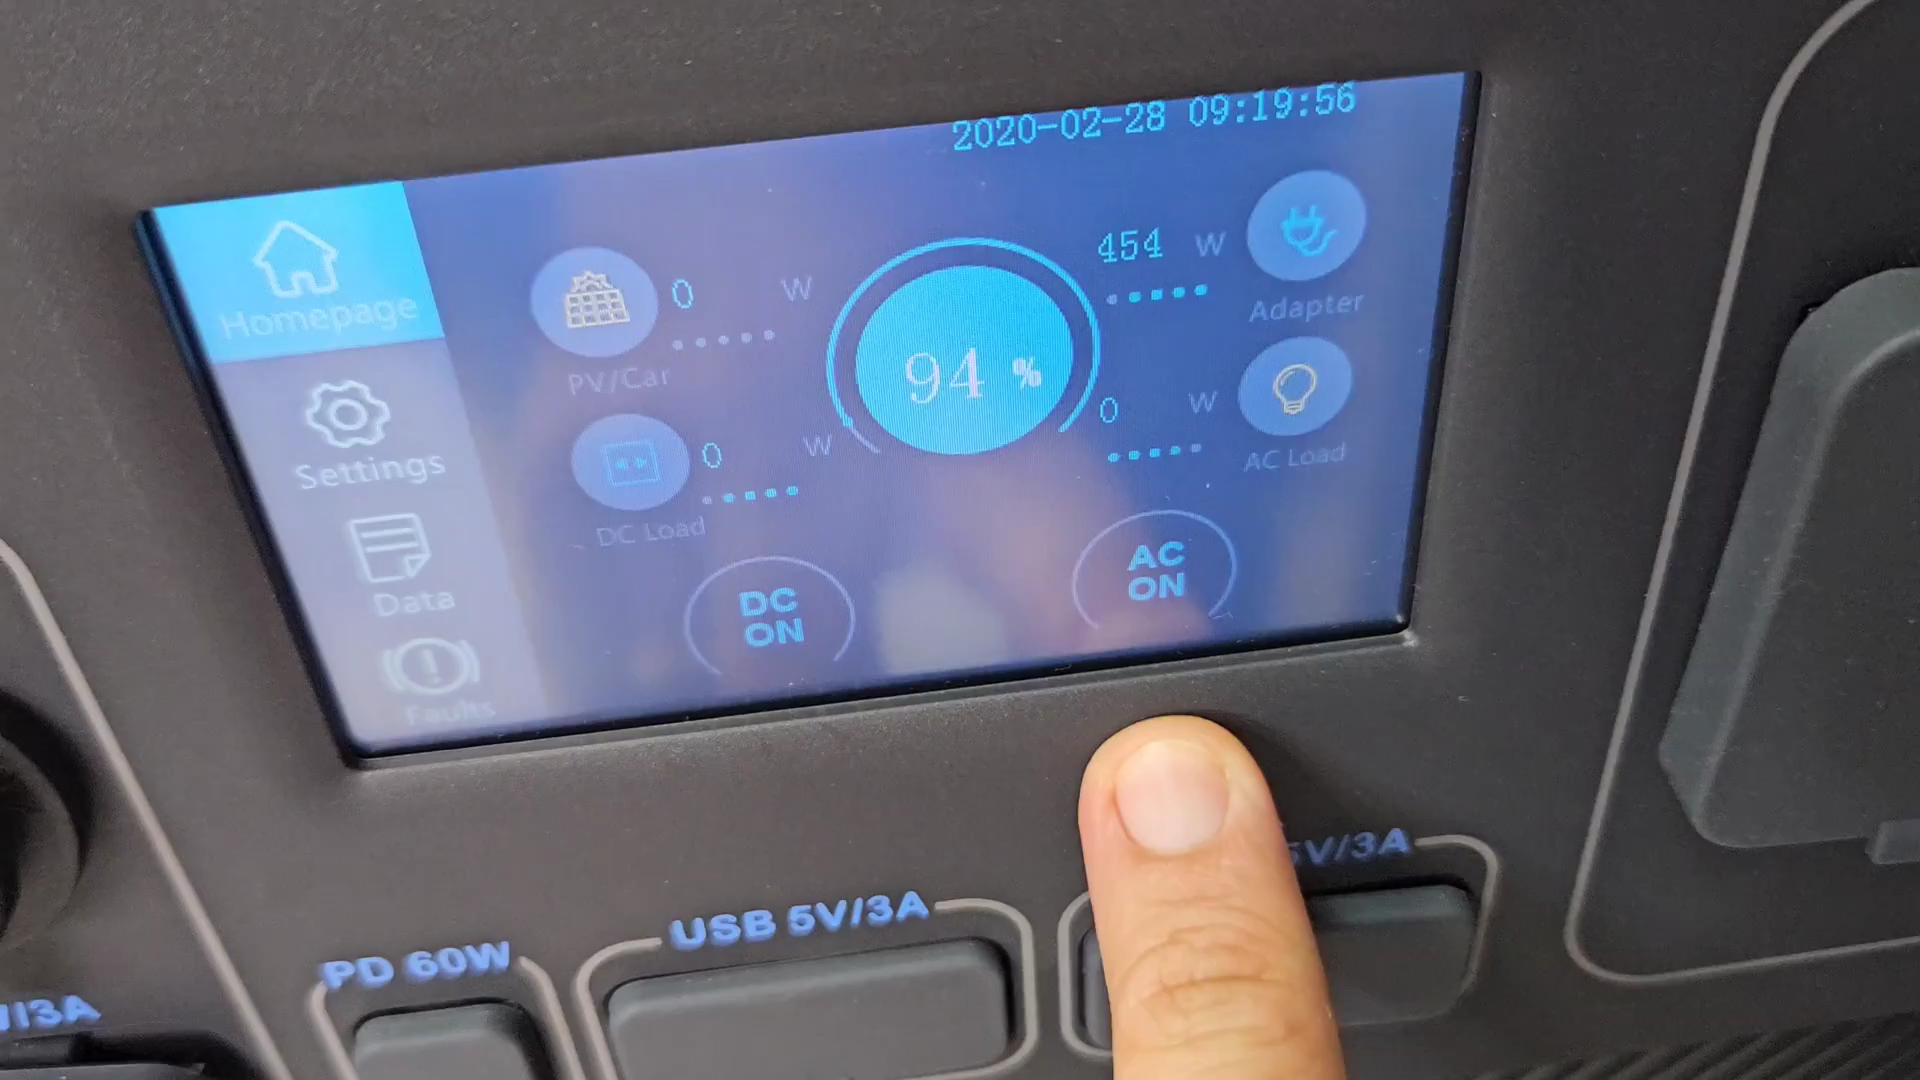 2020-02-28 09:19:56
Homepage
Settings
Data
Faults
0 W
PV/Car
0 W
DC Load
94 %
454 W
Adapter
0 W
AC Load
DC
ON
AC
ON
PD 60W
USB 5V/3A
5V/3A
/3A